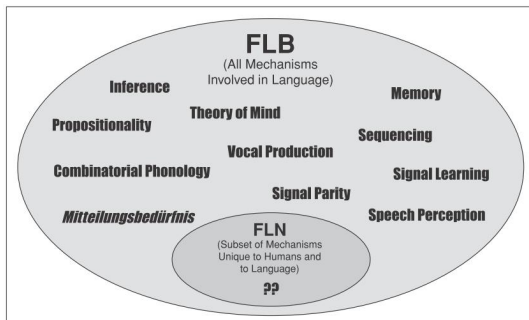 FLB
(All Mechanisms
Involved in Language)
Inference
Memory
Theory of Mind
Propositionality
Sequencing
Vocal Production
Combinatorial Phonology
Signal Learning
Signal Parity
Mitteilungsbedürfnis
Speech Perception
FLN
(Subset of Mechanisms
Unique to Humans and
to Language)
??